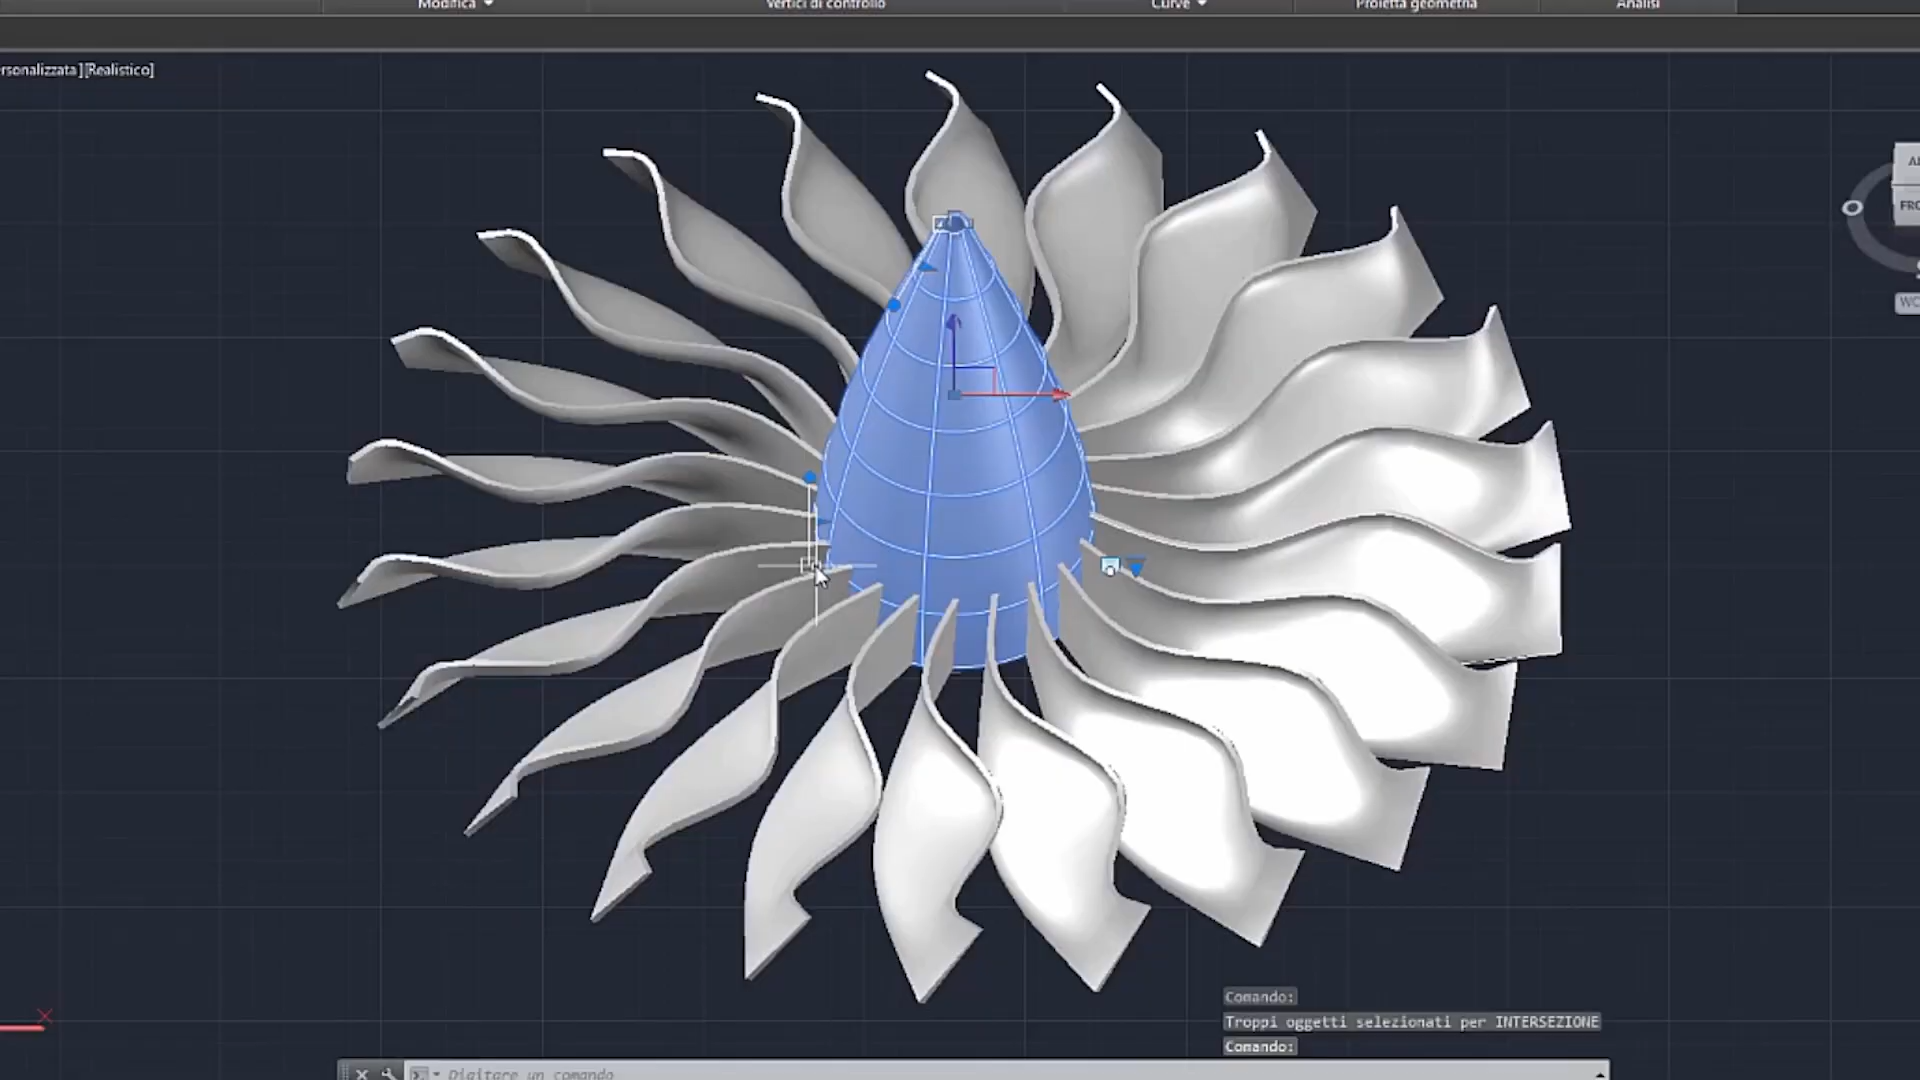 Modifica
Vertici di controllo
Curve
Proietta geometria
Analisi
rsonalizzata][Realistico]
Comando:
Troppi oggetti selezionati per INTERSEZIONE
Comando:
Digitare un comando